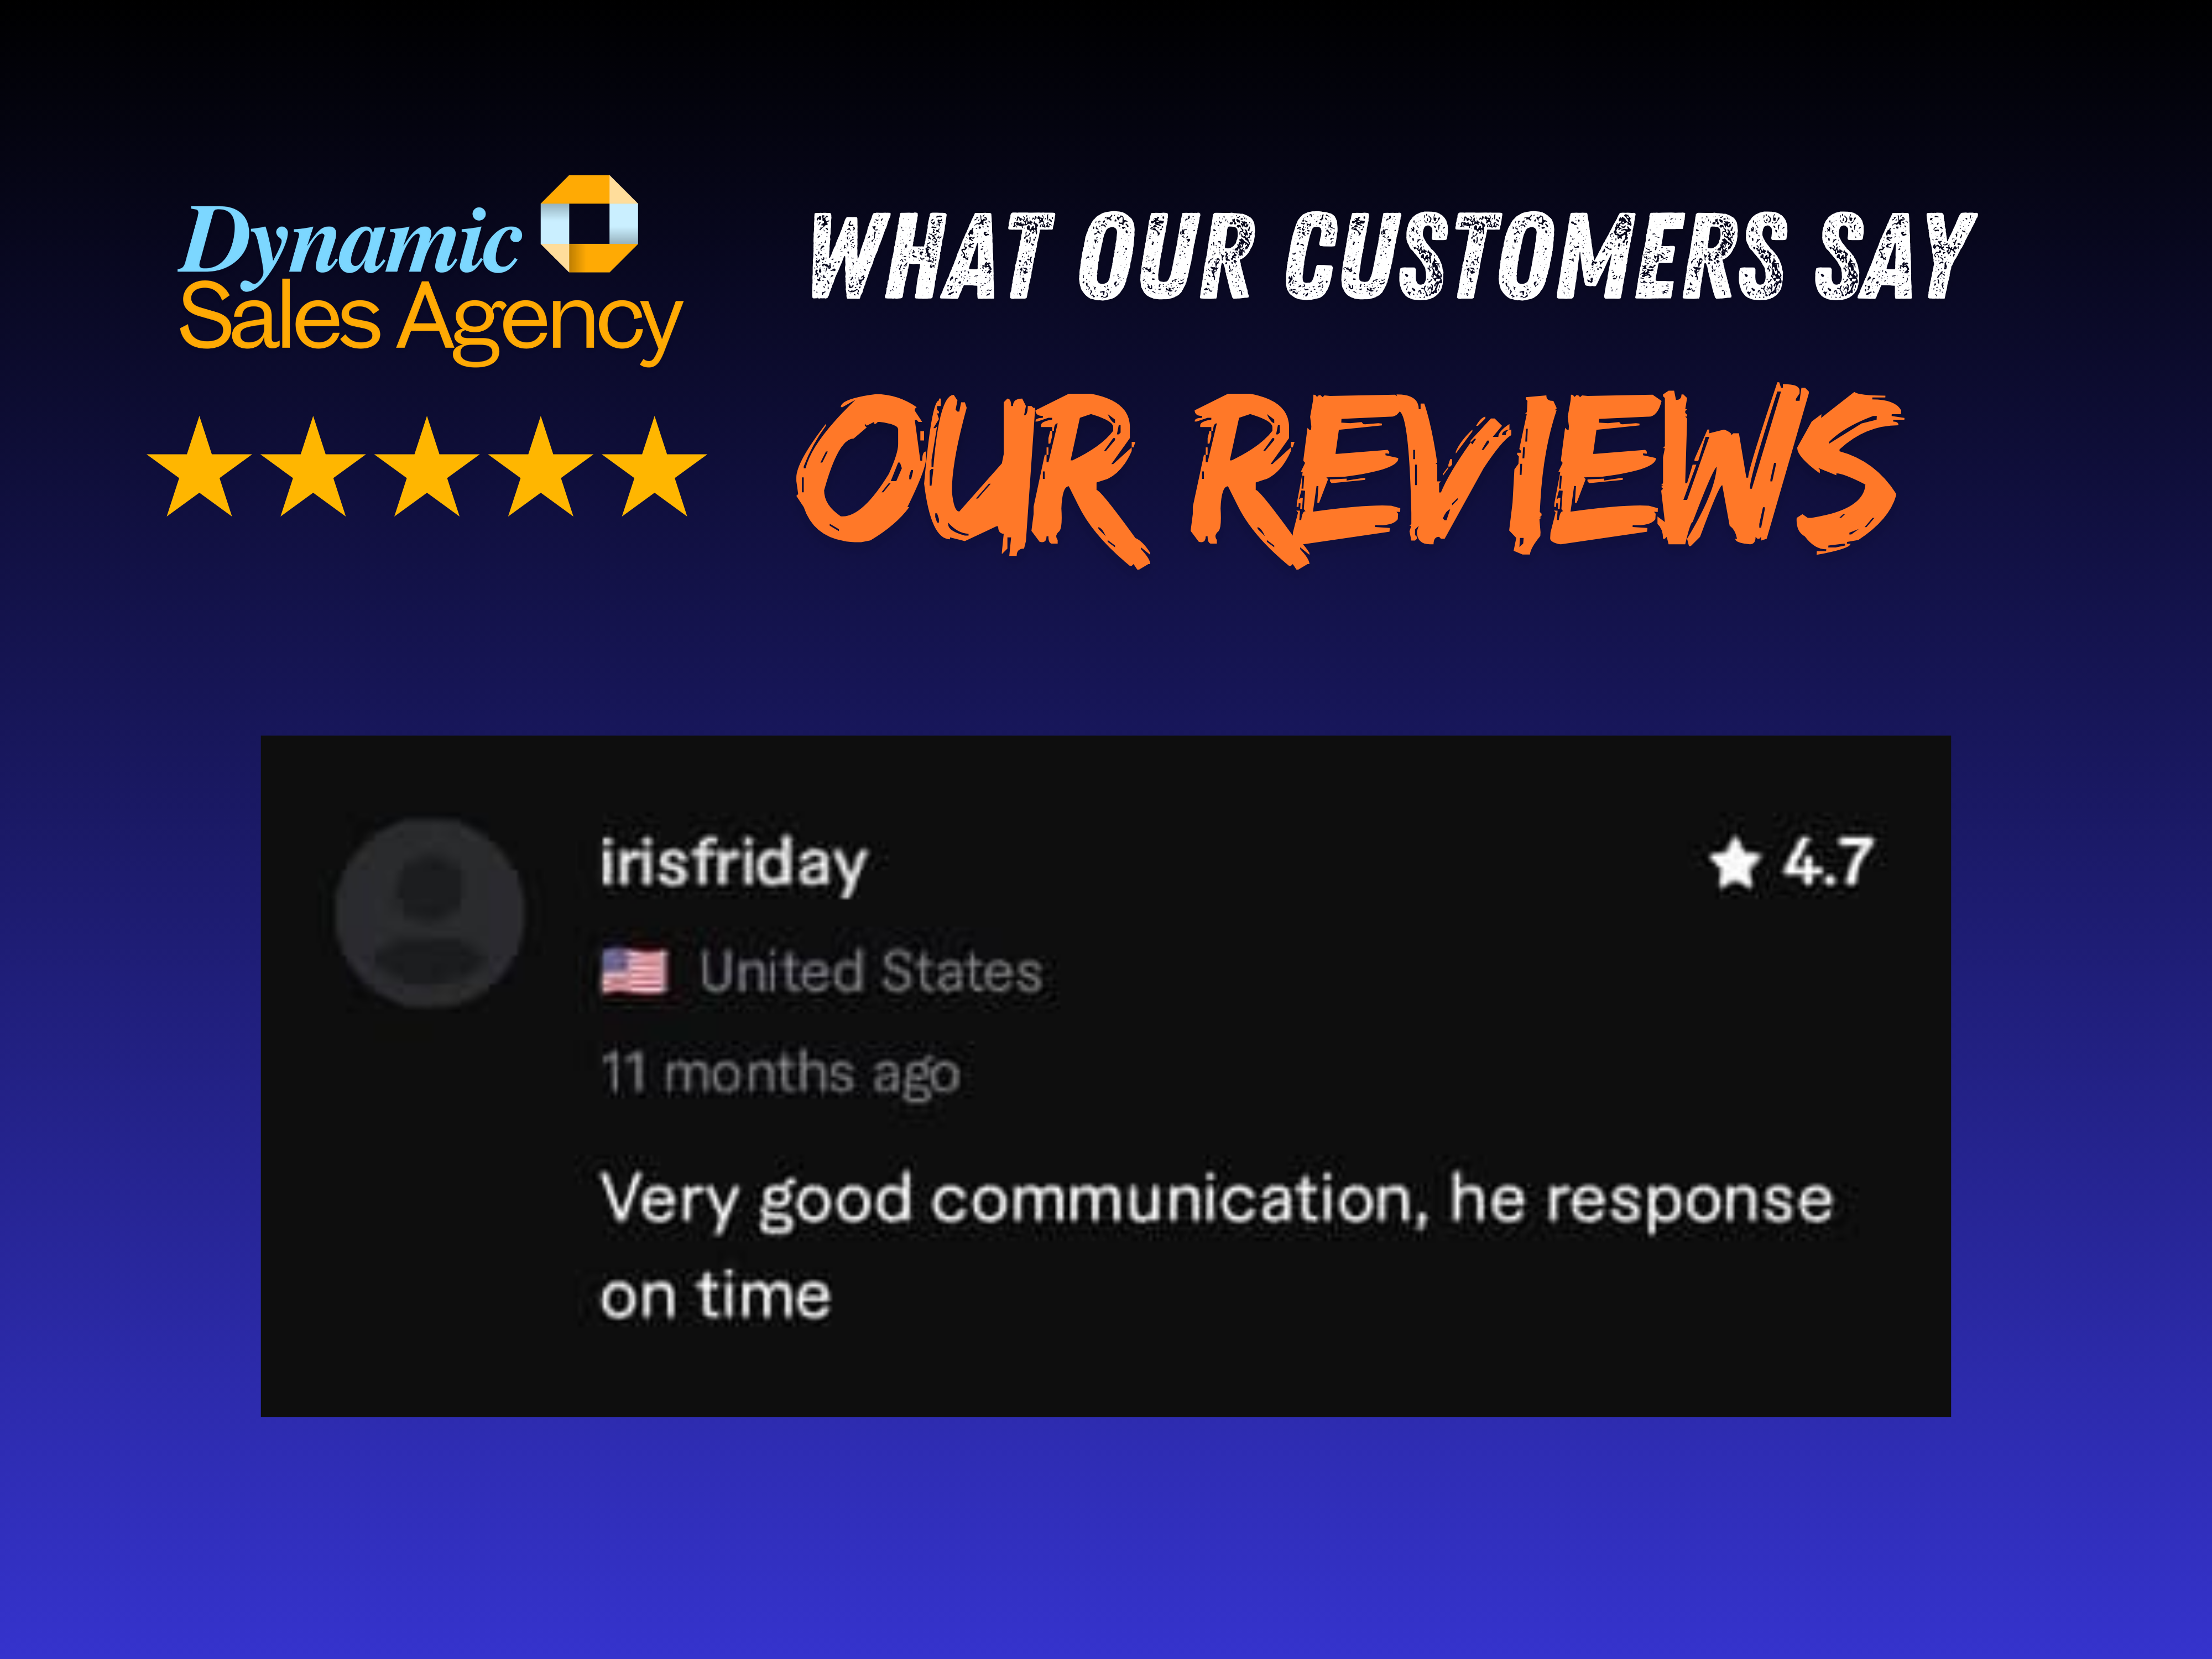 Dynamic
Sales Agency
WHAT OUR CUSTOMERS SAY
OUR REVIEWS
irisfriday
4.7
United States
11 months ago
Very good communication, he response
on time